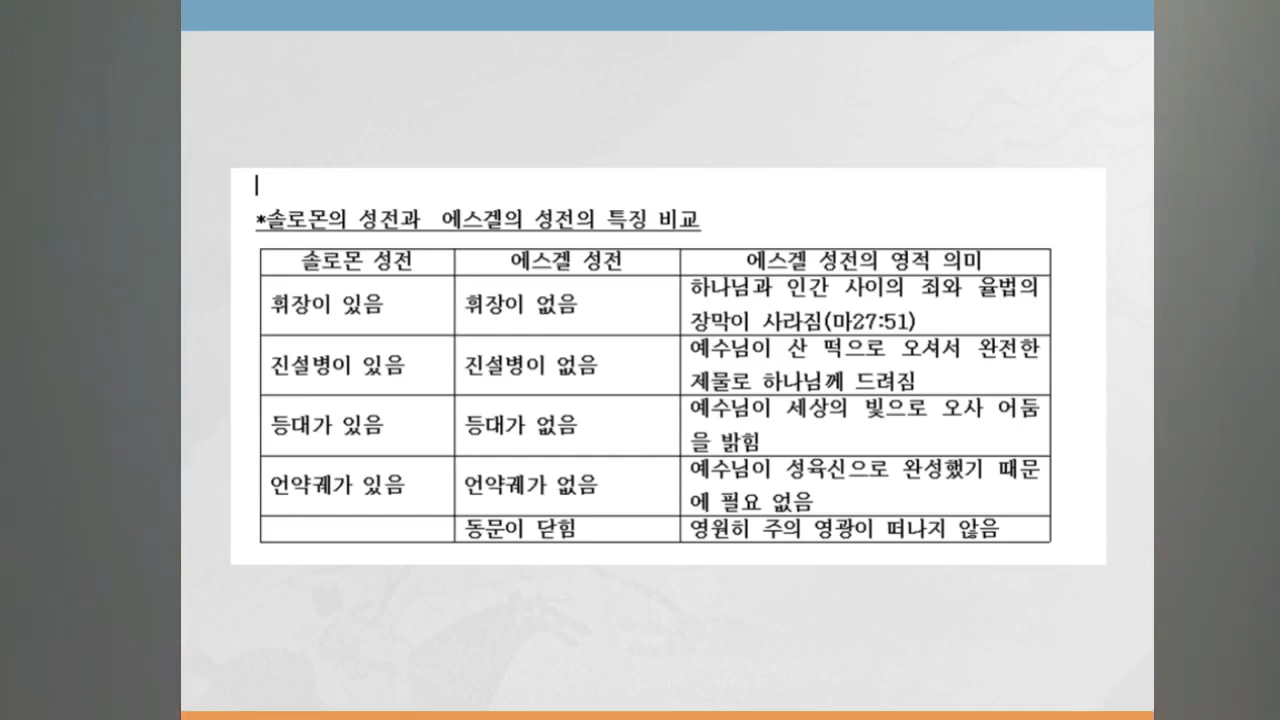 *솔로몬의 성전과 에스겔의 성전의 특징 비교
솔로몬 성전 에스겔 성전 에스겔 성전의 영적 의미
휘장이 있음 휘장이 없음 하나님과 인간 사이의 죄와 율법의
장막이 사라짐(마27:51)
진설병이 있음 진설병이 없음 예수님이 산 떡으로 오셔서 완전한
제물로 하나님께 드려짐
등대가 있음 등대가 없음 예수님이 세상의 빛으로 오사 어둠
을 밝힘
언약궤가 있음 언약궤가 없음 예수님이 성육신으로 완성했기 때문
에 필요 없음
동문이 닫힘 영원히 주의 영광이 떠나지 않음